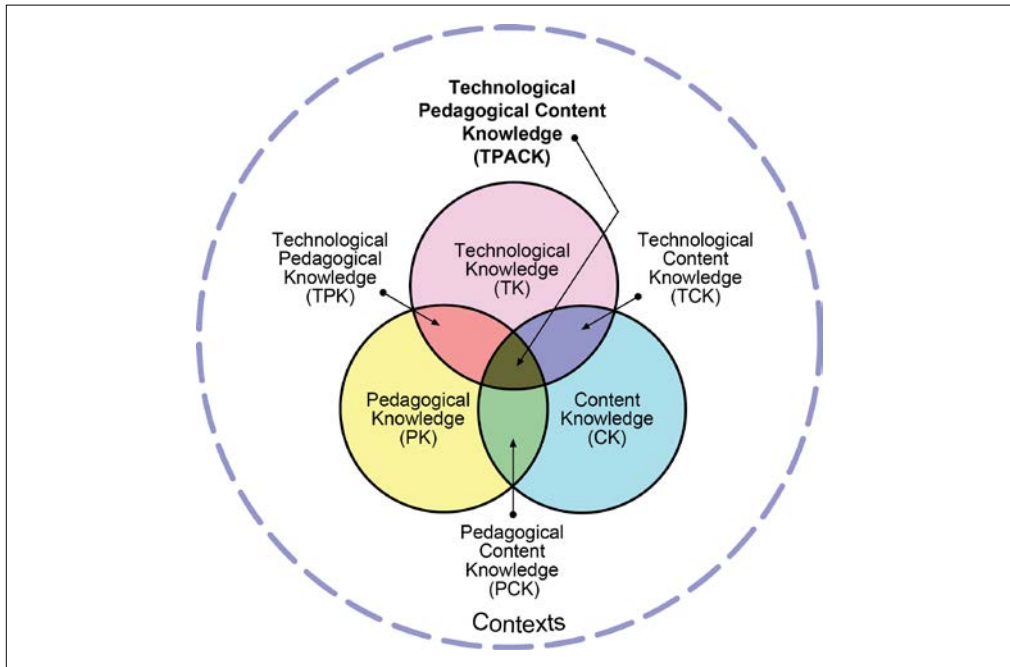 Technological
Pedagogical Content
Knowledge
(TPACK)
Technological
Pedagogical
Knowledge
(TPK)
Technological
Knowledge
(TK)
Technological
Content
Knowledge
(TCK)
Pedagogical
Knowledge
(PK)
Content
Knowledge
(CK)
Pedagogical
Content
Knowledge
(PCK)
Contexts